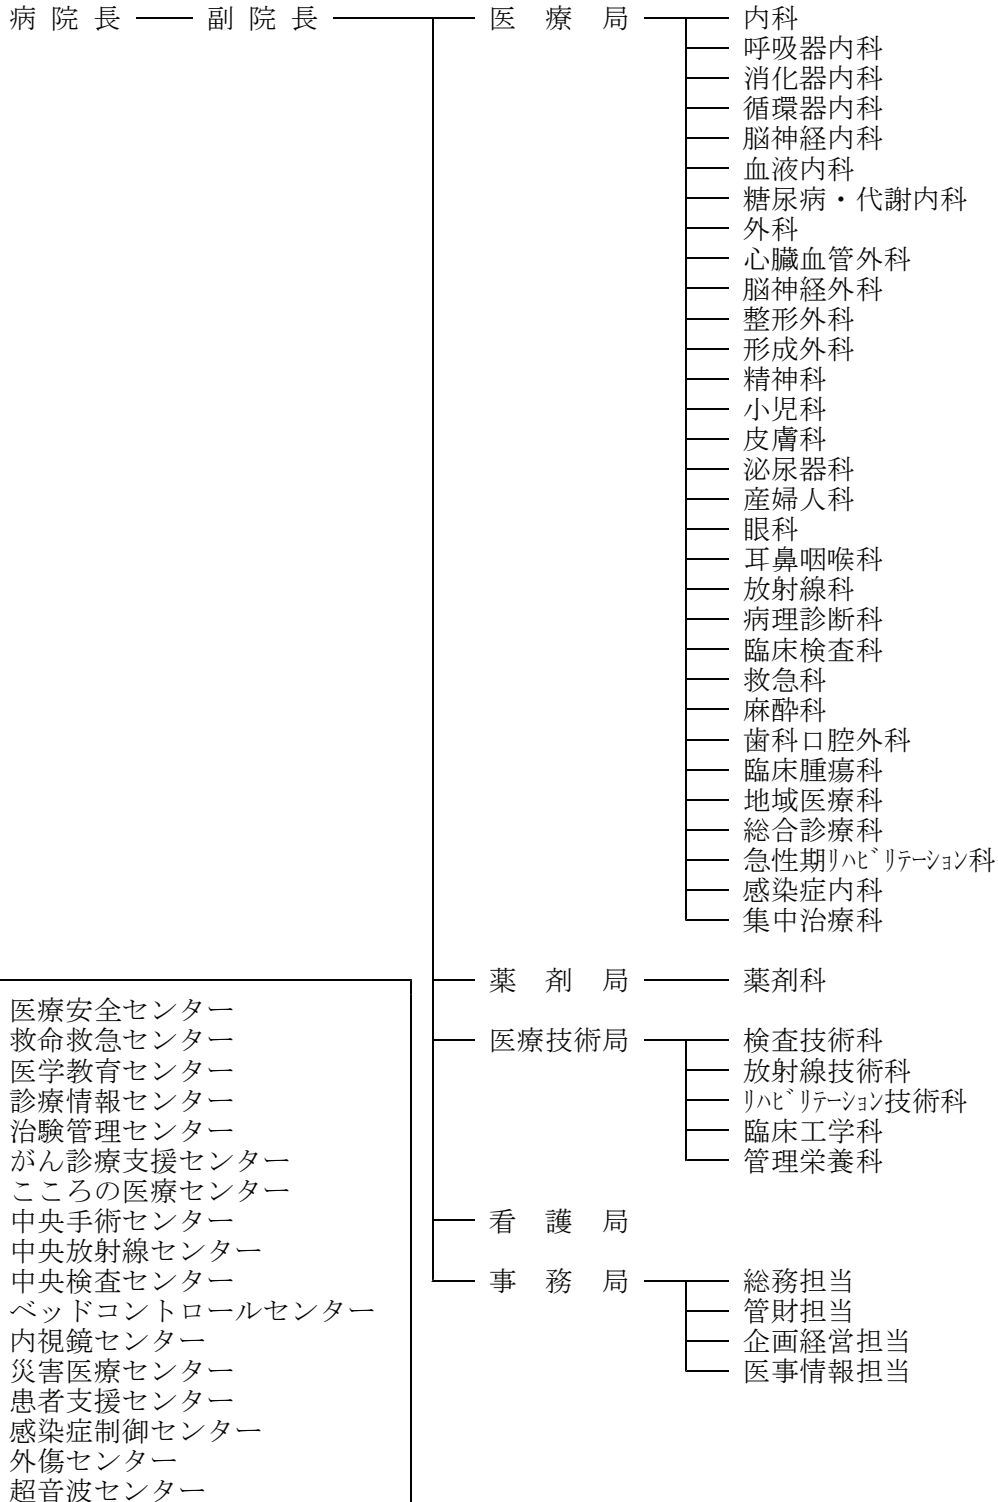 病院長 副院長 医療局 内科
呼吸器内科
消化器内科
循環器内科
脳神経内科
血液内科
糖尿病・代謝内科
外科
心臓血管外科
脳神経外科
整形外科
形成外科
精神科
小児科
皮膚科
泌尿器科
産婦人科
眼科
耳鼻咽喉科
放射線科
病理診断科
臨床検査科
救急科
麻酔科
歯科口腔外科
臨床腫瘍科
地域医療科
総合診療科
急性期ﾘﾊﾋﾞﾘﾃｰｼｮﾝ科
感染症内科
集中治療科
薬剤局 薬剤科
医療技術局 検査技術科
放射線技術科
ﾘﾊﾋﾞﾘﾃｰｼｮﾝ技術科
臨床工学科
管理栄養科
看護局
事務局 総務担当
管財担当
企画経営担当
医事情報担当
医療安全センター
救命救急センター
医学教育センター
診療情報センター
治験管理センター
がん診療支援センター
こころの医療センター
中央手術センター
中央放射線センター
中央検査センター
ベッドコントロールセンター
内視鏡センター
災害医療センター
患者支援センター
感染症制御センター
外傷センター
超音波センター